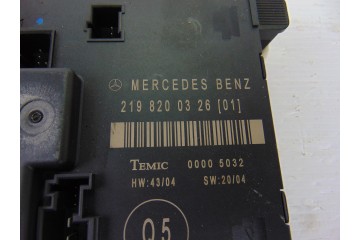 MERCEDES BENZ
219 820 03 26 [01]
TEMIC 0000 5032
HW:43/04 SW:20/04
Q5